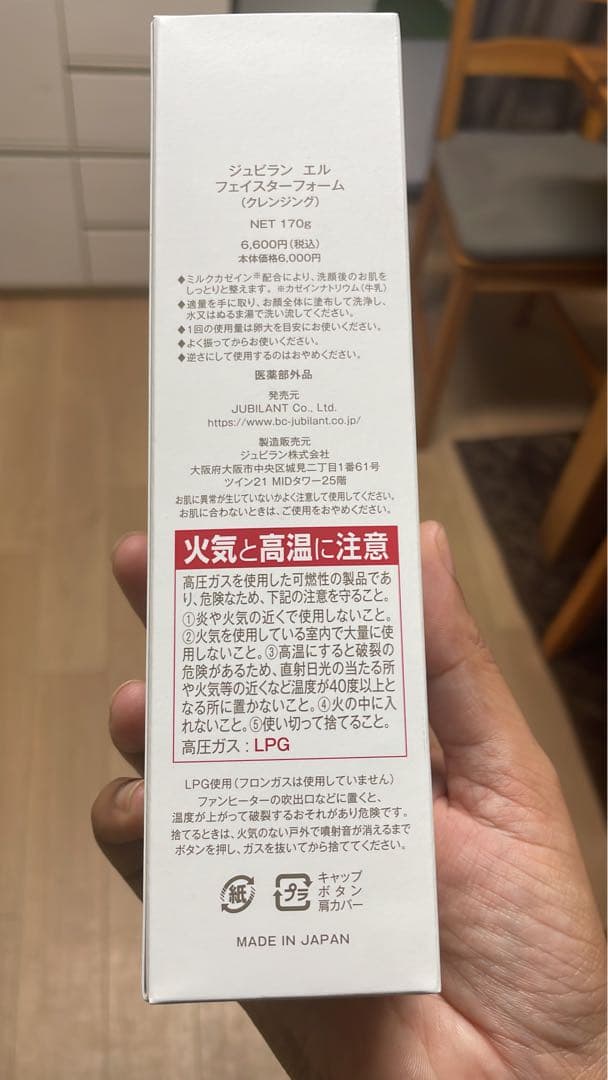 ジュビラン エル
フェイスターフォーム
(クレンジング)
NET 170g
6,600円(税込)
本体価格6,000円
◆ミルクカゼイン※配合により、洗顔後のお肌を
しっとりと整えます。 ※カゼインナトリウム(牛乳)
◆適量を手に取り、お顔全体に塗布して洗浄し、
水又はぬるま湯で洗い流してください。
◆1回の使用量は卵大を目安にお使いください。
◆よく振ってからお使いください。
◆逆さにして使用するのはおやめください。
医薬部外品
発売元
JUBILANT Co., Ltd.
https://www.bc-jubilant.co.jp/
製造販売元
ジュビラン株式会社
大阪府大阪市中央区城見二丁目1番61号
ツイン21 MIDタワー25階
お肌に異常が生じていないかよく注意して使用してください。
お肌に合わないときは、ご使用をおやめください。
火気と高温に注意
高圧ガスを使用した可燃性の製品であ
り、危険なため、下記の注意を守ること。
①炎や火気の近くで使用しないこと。
②火気を使用している室内で大量に使
用しないこと。③高温にすると破裂の
危険があるため、直射日光の当たる所
や火気等の近くなど温度が40度以上と
なる所に置かないこと。④火の中に入
れないこと。⑤使い切って捨てること。
高圧ガス:LPG
LPG使用(フロンガスは使用していません)
ファンヒーターの吹出口などに置くと、
温度が上がって破裂するおそれがあり危険です。
捨てるときは、火気のない戸外で噴射音が消えるまで
ボタンを押し、ガスを抜いてから捨ててください。
紙
プラ
キャップ
ボタン
肩カバー
MADE IN JAPAN